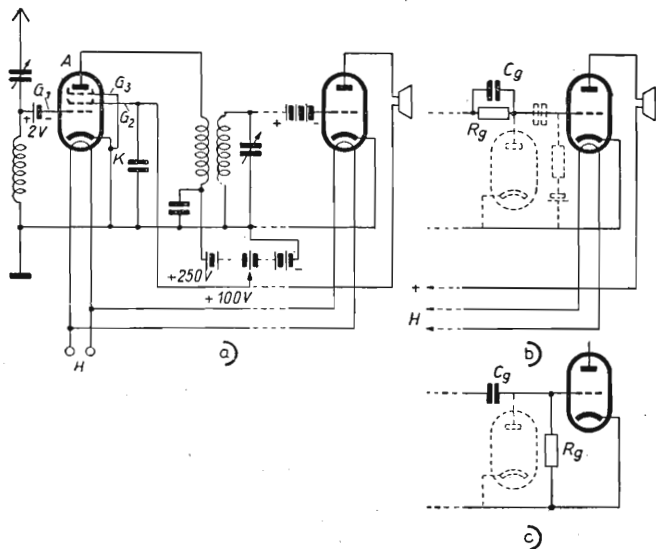 A
G₁
G₃
G₂
+ -
2V
K
+250V
+100V
-
H
a)
+ -
Cg
Rg
+
H
b)
Cg
Rg
c)